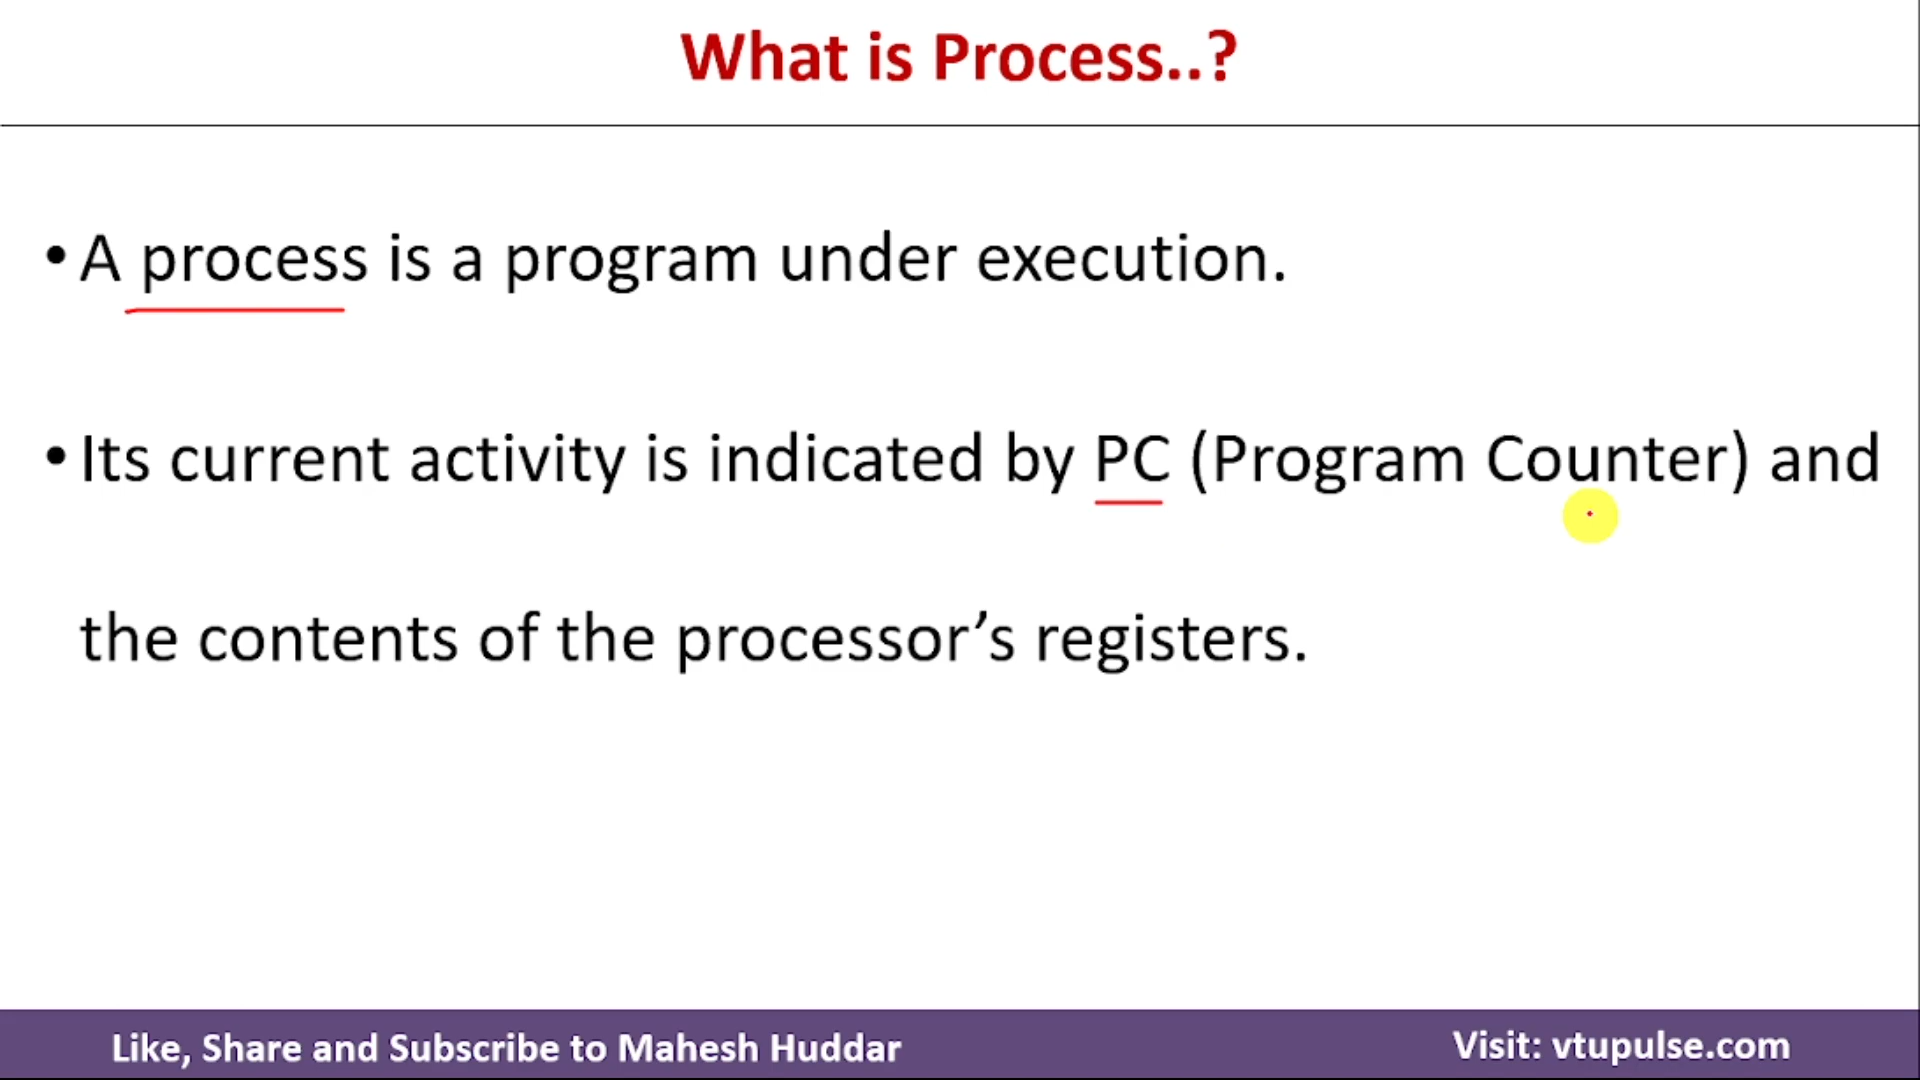 What is Process..?
• A process is a program under execution.
• Its current activity is indicated by PC (Program Counter) and
the contents of the processor’s registers.
Like, Share and Subscribe to Mahesh Huddar
Visit: vtupulse.com